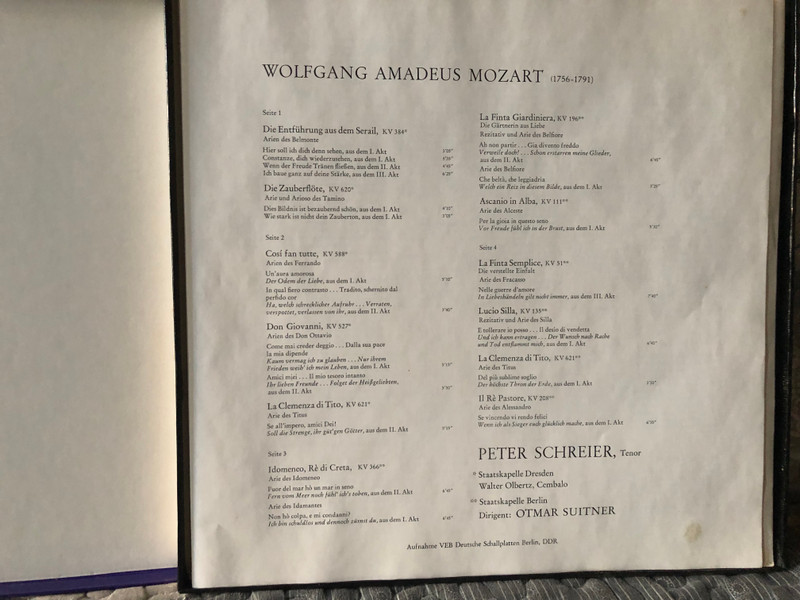 WOLFGANG AMADEUS MOZART (1756-1791)
Seite 1
Die Entführung aus dem Serail, KV 384*
Arien des Belmonte
Hier soll ich dich denn sehen, aus dem I. Akt
Constanze, dich wiederzusehen, aus dem I. Akt
Wenn der Freude Tränen fließen, aus dem II. Akt
Ich baue ganz auf deine Stärke, aus dem III. Akt
Die Zauberflöte, KV 620*
Arie und Arioso des Tamino
Dies Bildnis ist bezaubernd schön, aus dem I. Akt
Wie stark ist nicht dein Zauberton, aus dem I. Akt
Seite 2
Cosí fan tutte, KV 588*
Arien des Ferrando
Un'aura amorosa
Der Odem der Liebe, aus dem I. Akt
In qual fiero contrasto . . . Tradito, schernito dal
perfido cor
Ha, welch schrecklicher Aufruhr . . . Verraten,
verspottet, verlassen von ihr, aus dem II. Akt
Don Giovanni, KV 527*
Arien des Don Ottavio
Come mai creder deggio . . . Dalla sua pace
la mia dipende
Kaum vermag ich zu glauben . . . Nur ihrem
Frieden weih' ich mein Leben, aus dem I. Akt
Amici miei . . . Il mio tesoro intanto
Ihr lieben Freunde . . . Folget der Heißgeliebten,
aus dem II. Akt
La Clemenza di Tito, KV 621*
Arie des Titus
Se all'impero, amici Dei!
Soll die Strenge, ihr güt'gen Götter, aus dem II. Akt
Seite 3
Idomeneo, Rè di Creta, KV 366**
Arie des Idomeneo
Fuor del mar hò un mar in seno
Fern vom Meer noch fühl' ich's toben, aus dem II. Akt
Arie des Idamantes
Non hò colpa, e mi condanni?
Ich bin schuldlos und dennoch zürnst du, aus dem I. Akt
La Finta Giardiniera, KV 196**
Die Gärtnerin aus Liebe
Rezitativ und Arie des Belfiore
Ah non partir . . . Gia divento freddo
Verweile doch! . . . Schon erstarren meine Glieder,
aus dem II. Akt
Arie des Belfiore
Che beltà, che leggiadria
Welch ein Reiz in diesem Bilde, aus dem I. Akt
Ascanio in Alba, KV 111**
Arie des Aceste
Per la gioia in questo seno
Vor Freude fühl ich in der Brust, aus dem I. Akt
Seite 4
La Finta Semplice, KV 51**
Die verstellte Einfalt
Arie des Fracasso
Nelle guerre d'amore
In Liebeshändeln gilt nicht immer, aus dem III. Akt
Lucio Silla, KV 135**
Rezitativ und Arie des Silla
E tollerare io posso . . . Il desio di vendetta
Und ich kann ertragen . . . Der Wunsch nach Rache
und Tod entflammt mich, aus dem I. Akt
La Clemenza di Tito, KV 621**
Arie des Titus
Del più sublime soglio
Der höchste Thron der Erde, aus dem I. Akt
Il Rè Pastore, KV 208**
Arie des Alessandro
Se vincendo vi rendo felici
Wenn ich als Sieger euch glücklich mache, aus dem I. Akt
PETER SCHREIER, Tenor
* Staatskapelle Dresden
Walter Olbertz, Cembalo
** Staatskapelle Berlin
Dirigent: OTMAR SUITNER
Aufnahme VEB Deutsche Schallplatten Berlin, DDR